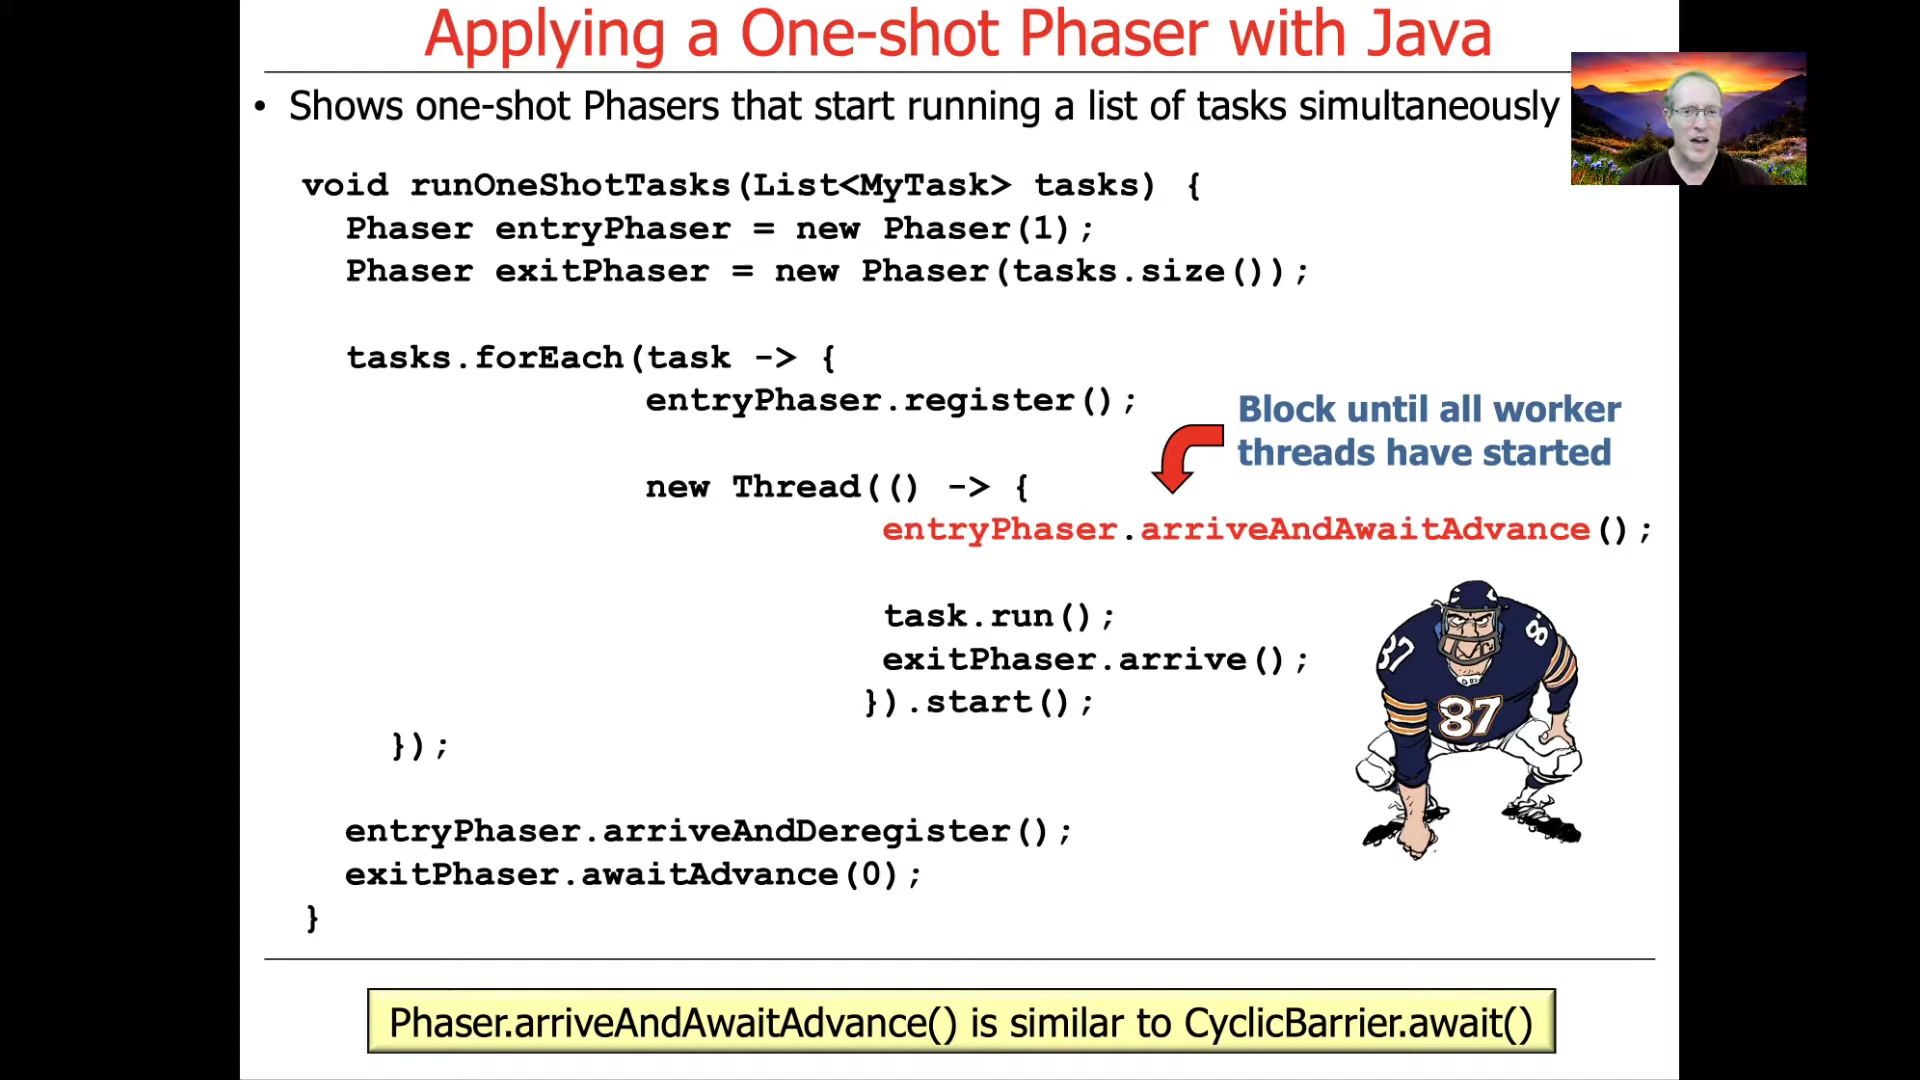 Applying a One-shot Phaser with Java
• Shows one-shot Phasers that start running a list of tasks simultaneously
void runOneShotTasks(List<MyTask> tasks) {
Phaser entryPhaser = new Phaser(1);
Phaser exitPhaser = new Phaser(tasks.size());
tasks.forEach(task -> {
entryPhaser.register();
Block until all worker
threads have started
new Thread(() -> {
entryPhaser.arriveAndAwaitAdvance();
task.run();
exitPhaser.arrive();
}).start();
});
entryPhaser.arriveAndDeregister();
exitPhaser.awaitAdvance(0);
}
37
87
Phaser.arriveAndAwaitAdvance() is similar to CyclicBarrier.await()